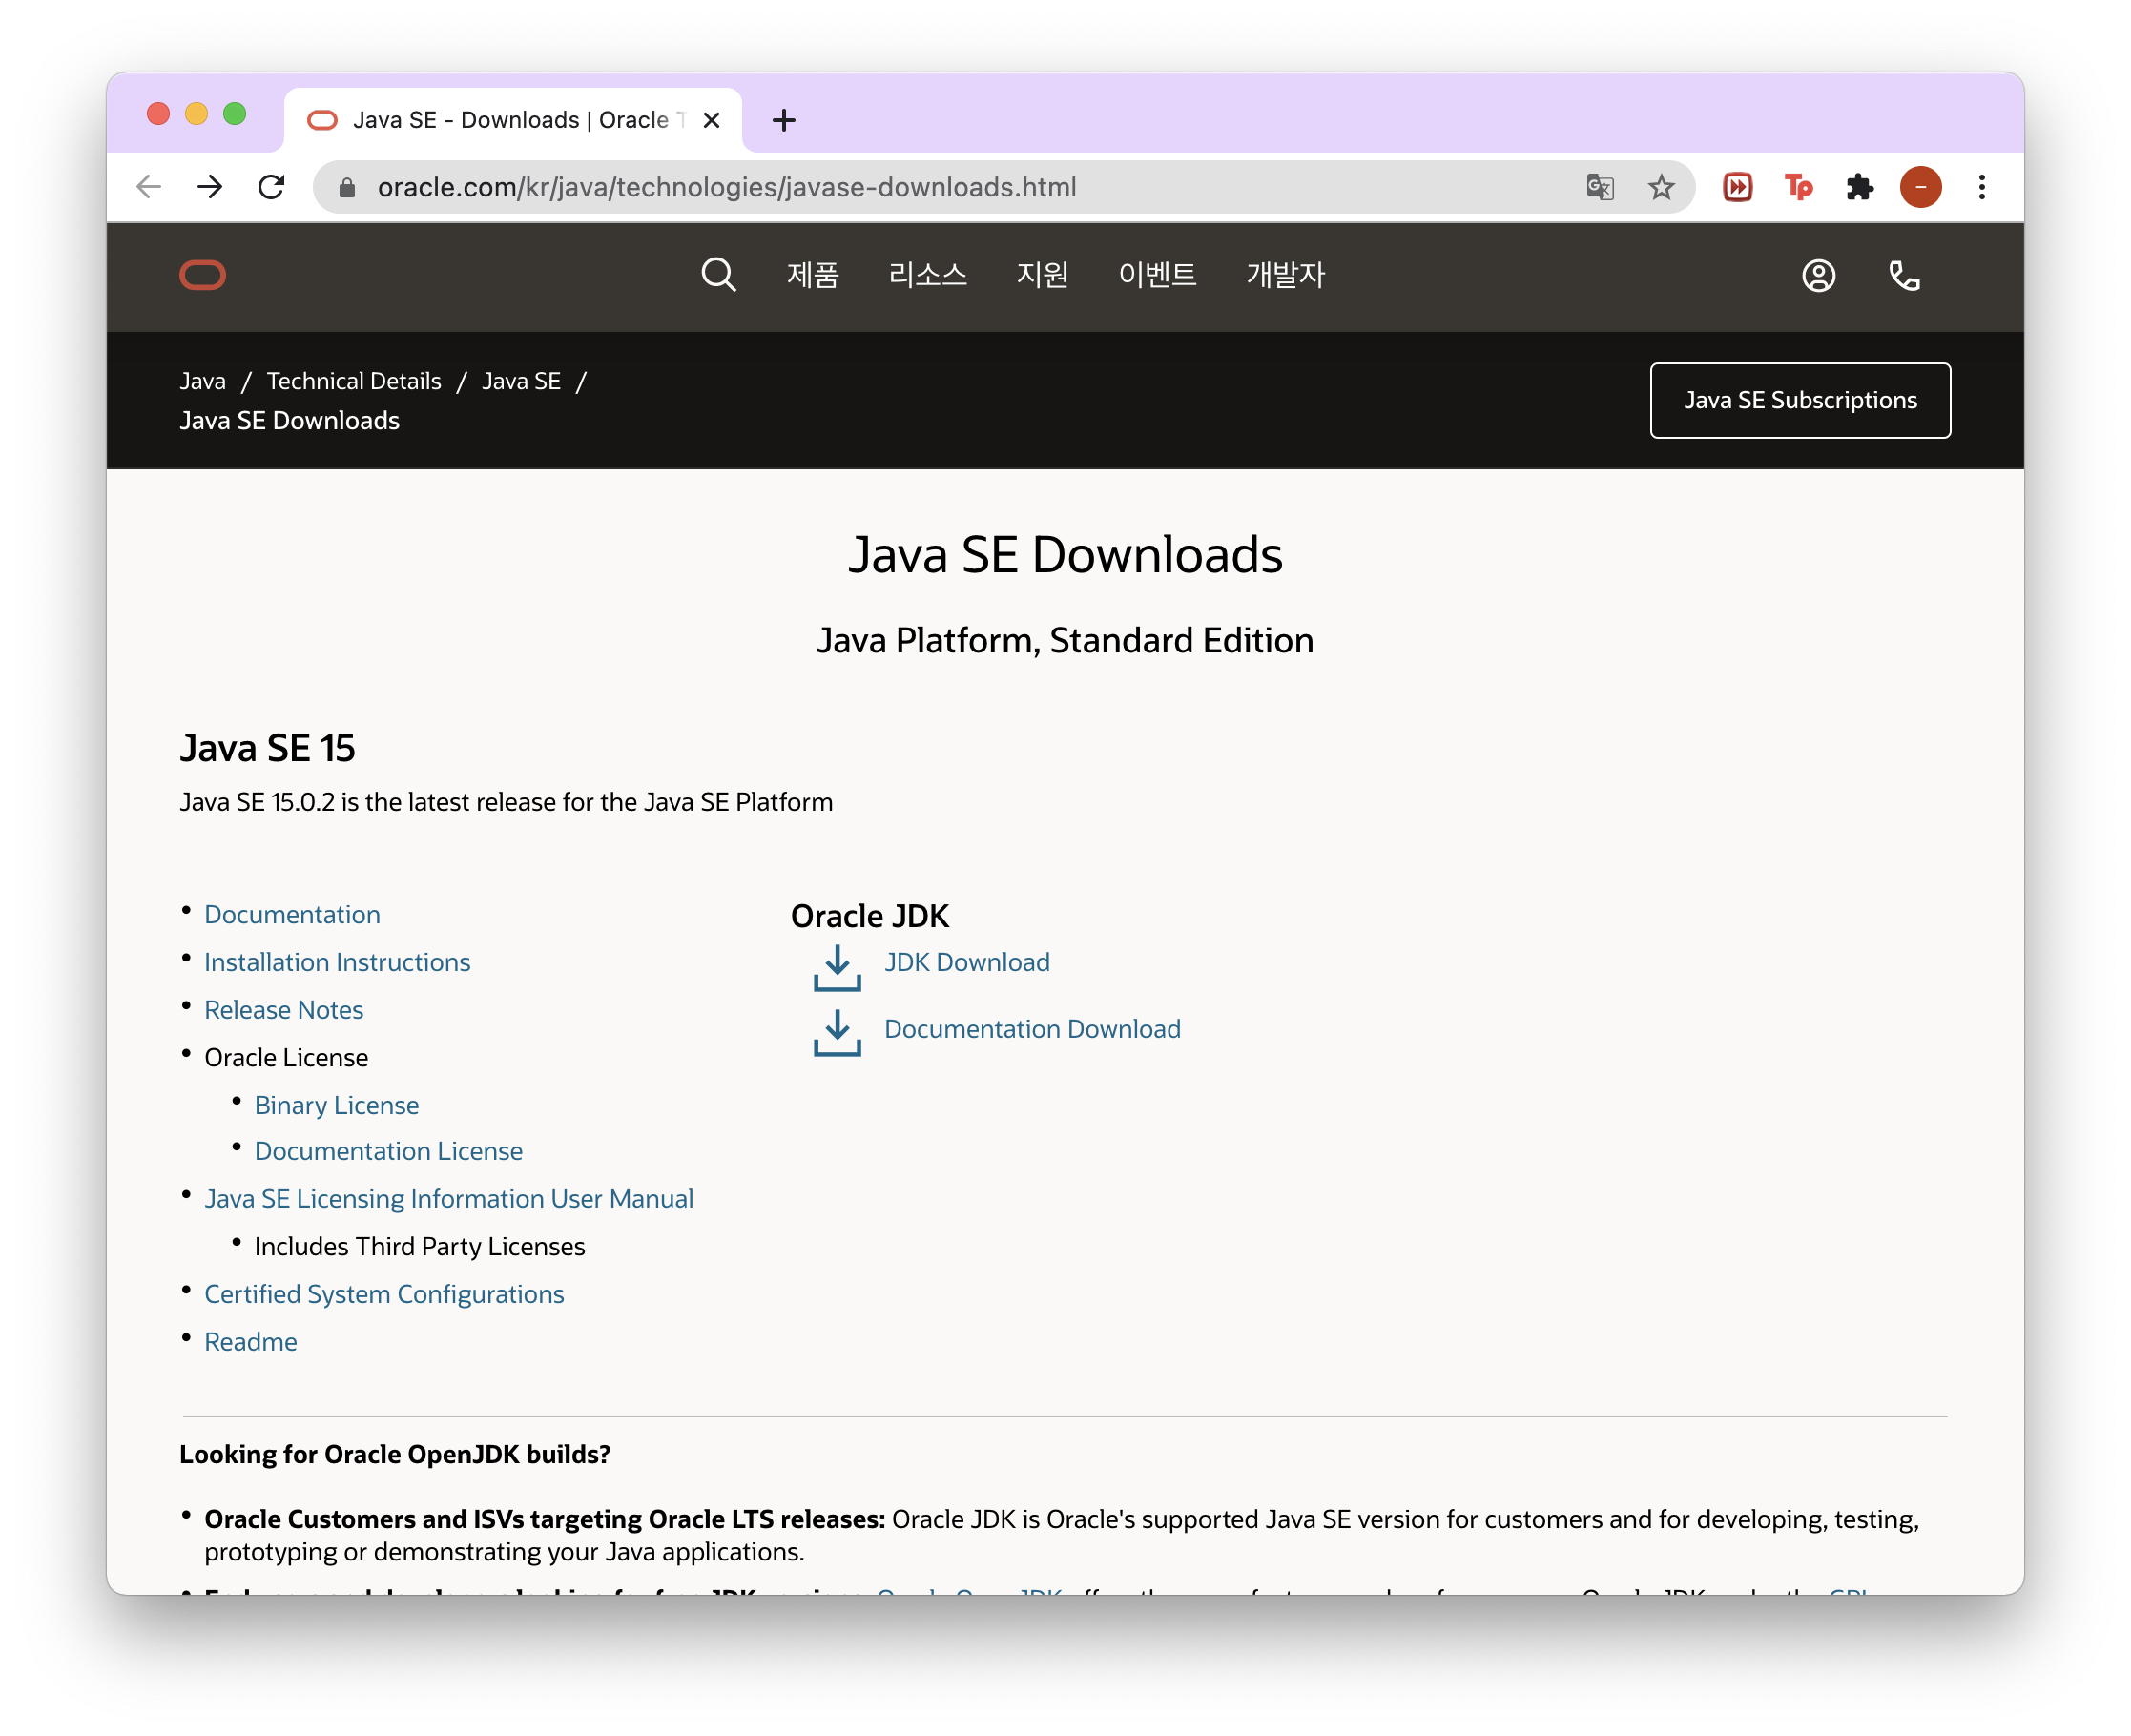 Java SE - Downloads | Oracle
oracle.com/kr/java/technologies/javase-downloads.html
제품 리소스 지원 이벤트 개발자
Java / Technical Details / Java SE /
Java SE Downloads
Java SE Subscriptions
Java SE Downloads
Java Platform, Standard Edition
Java SE 15
Java SE 15.0.2 is the latest release for the Java SE Platform
Documentation
Installation Instructions
Release Notes
Oracle License
Binary License
Documentation License
Java SE Licensing Information User Manual
Includes Third Party Licenses
Certified System Configurations
Readme
Oracle JDK
JDK Download
Documentation Download
Looking for Oracle OpenJDK builds?
Oracle Customers and ISVs targeting Oracle LTS releases: Oracle JDK is Oracle's supported Java SE version for customers and for developing, testing,
prototyping or demonstrating your Java applications.